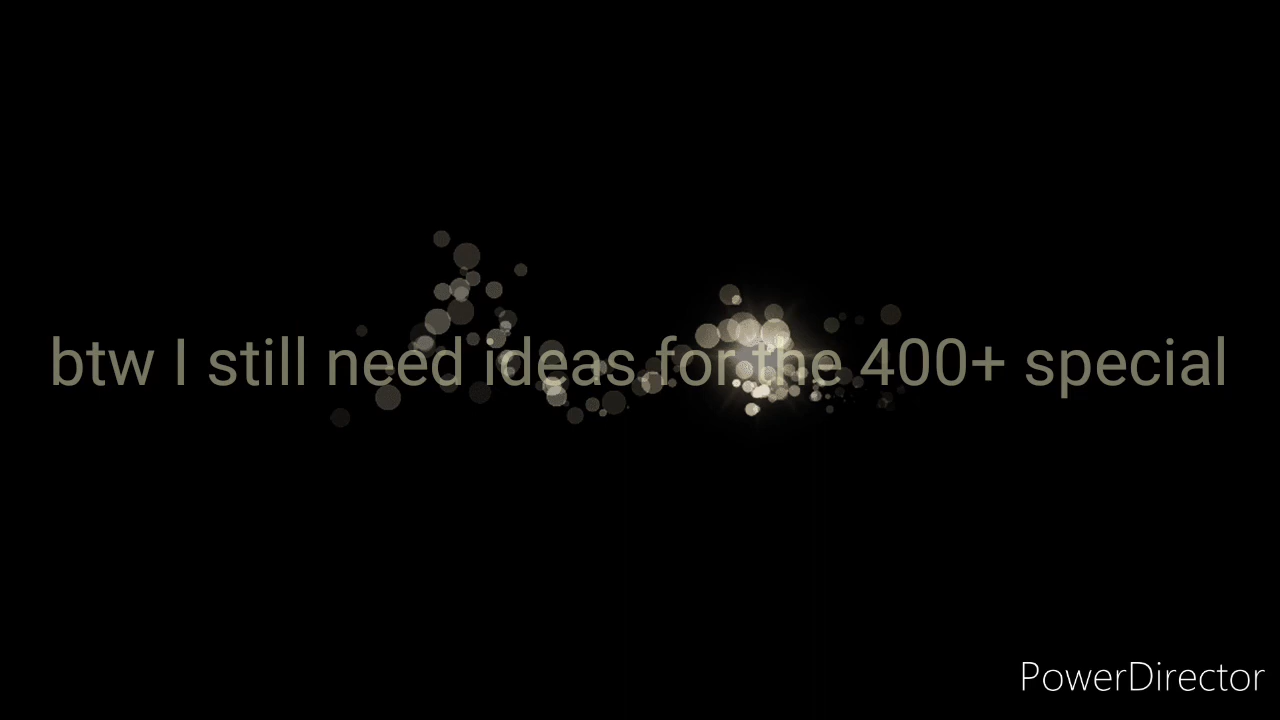 btw I still need ideas for the 400+ special
PowerDirector